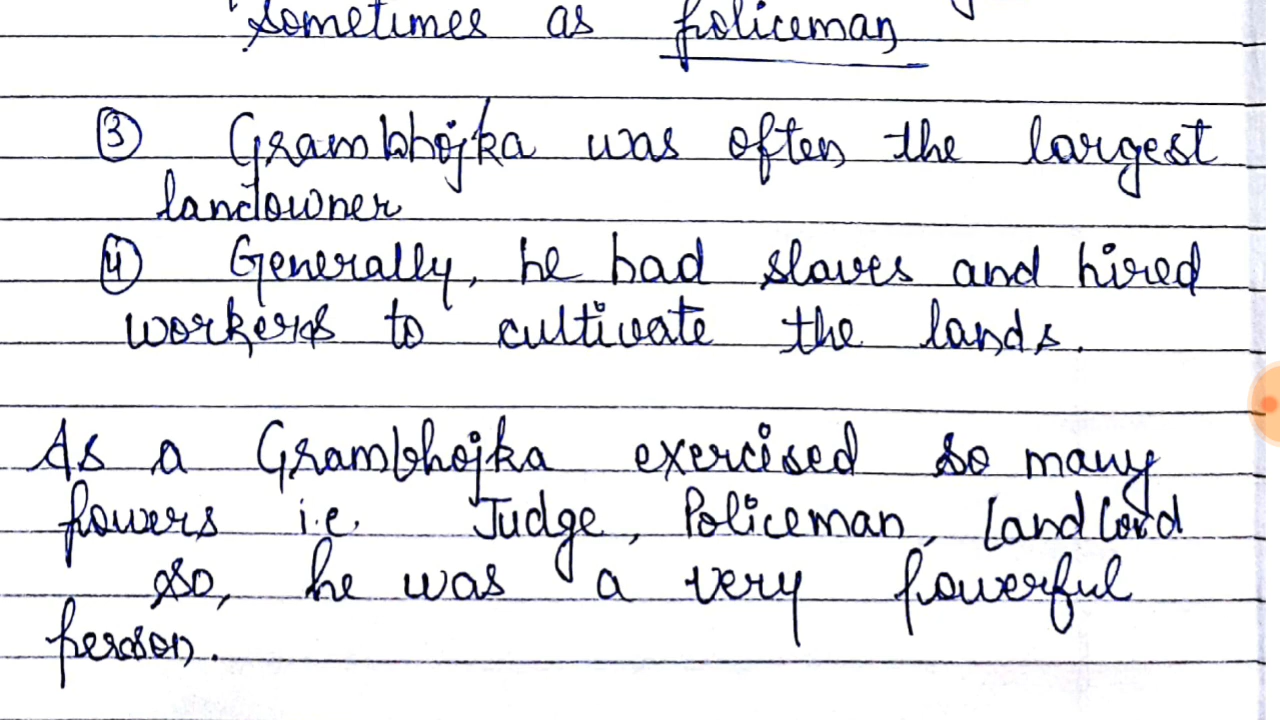 sometimes as policeman
③ Grambhojka was often the largest
landowner
④ Generally, he had slaves and hired
workers to cultivate the lands.
As a Grambhojka exercised so many
powers i.e. Judge, Policeman, Landlord
so, he was a very powerful
person.